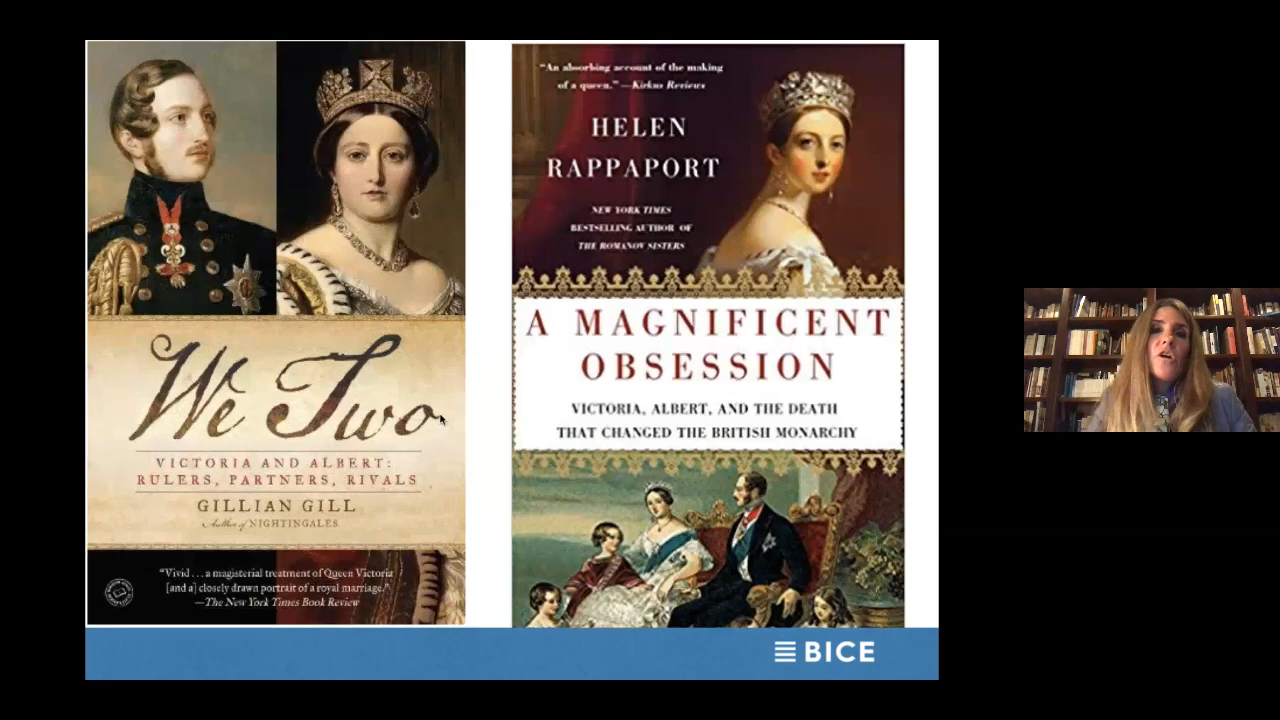 We Two
VICTORIA AND ALBERT:
RULERS, PARTNERS, RIVALS
GILLIAN GILL
Author of NIGHTINGALES
“Vivid . . . a magisterial treatment of Queen Victoria
[and a] closely drawn portrait of a royal marriage.”
—The New York Times Book Review
“An absorbing account of the making
of a queen.” —Kirkus Reviews
HELEN
RAPPAPORT
NEW YORK TIMES
BESTSELLING AUTHOR OF
THE ROMANOV SISTERS
A MAGNIFICENT
OBSESSION
VICTORIA, ALBERT, AND THE DEATH
THAT CHANGED THE BRITISH MONARCHY
BICE